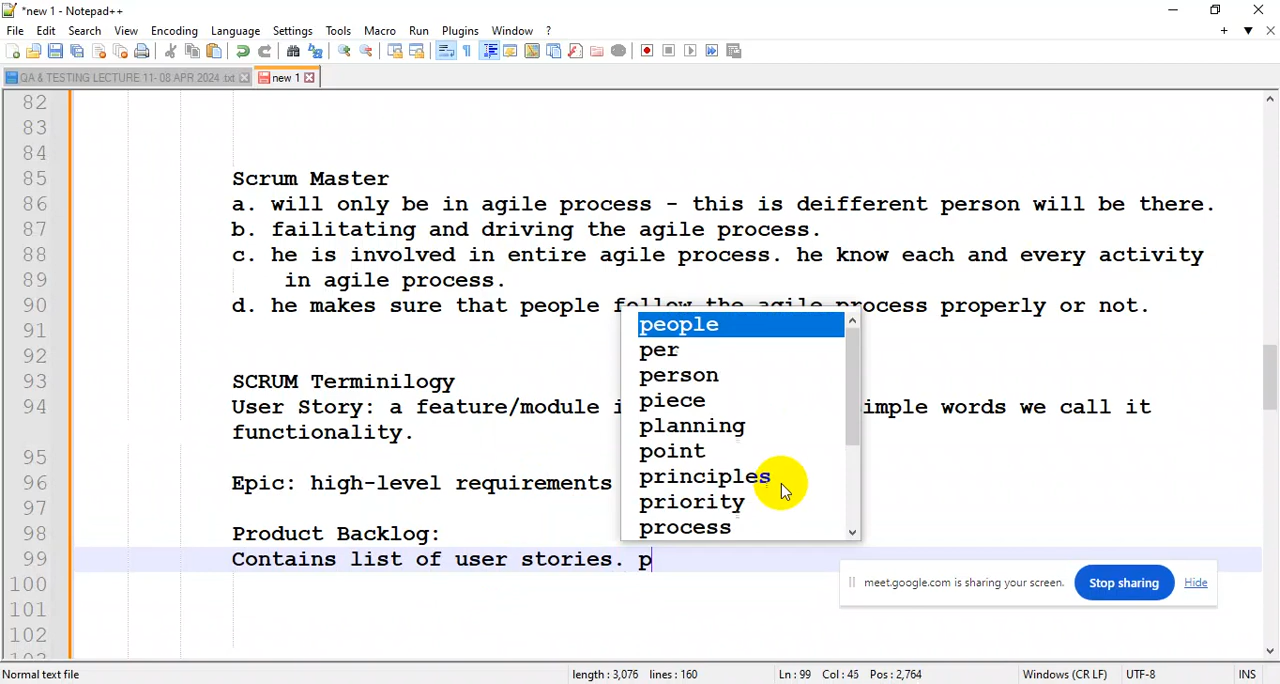 *new 1 - Notepad++
File Edit Search View Encoding Language Settings Tools Macro Run Plugins Window ?
QA & TESTING LECTURE 11- 08 APR 2024 .txt new 1
82
83
84
85 Scrum Master
86 a. will only be in agile process - this is deifferent person will be there.
87 b. failitating and driving the agile process.
88 c. he is involved in entire agile process. he know each and every activity
89 in agile process.
90 d. he makes sure that people follow the agile process properly or not.
91
92
93 SCRUM Terminilogy
94 User Story: a feature/module i imple words we call it
functionality.
95
96 Epic: high-level requirements
97
98 Product Backlog:
99 Contains list of user stories. p
100
101
102
people
per
person
piece
planning
point
principles
priority
process
meet.google.com is sharing your screen. Stop sharing Hide
Normal text file length : 3,076 lines : 160 Ln : 99 Col : 45 Pos : 2,764 Windows (CR LF) UTF-8 INS